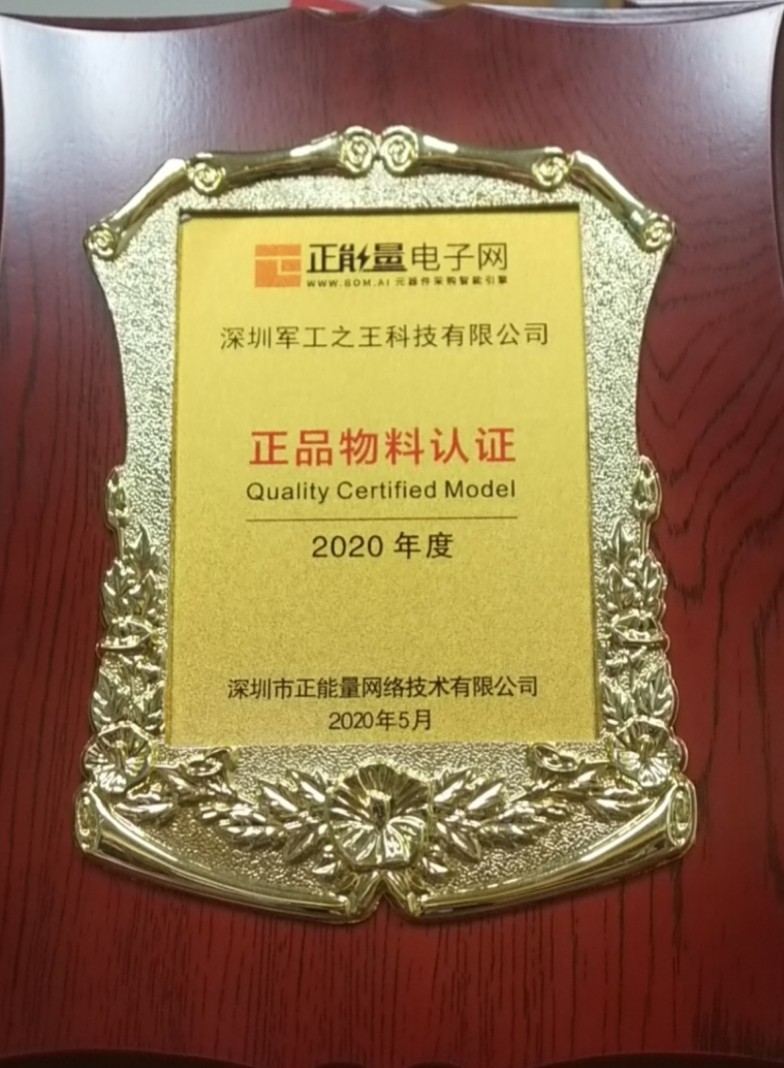 正能量电子网
WWW.BOM.AI 元器件采购智能引擎
深圳军工之王科技有限公司
正品物料认证
Quality Certified Model
2020 年度
深圳市正能量网络技术有限公司
2020年5月